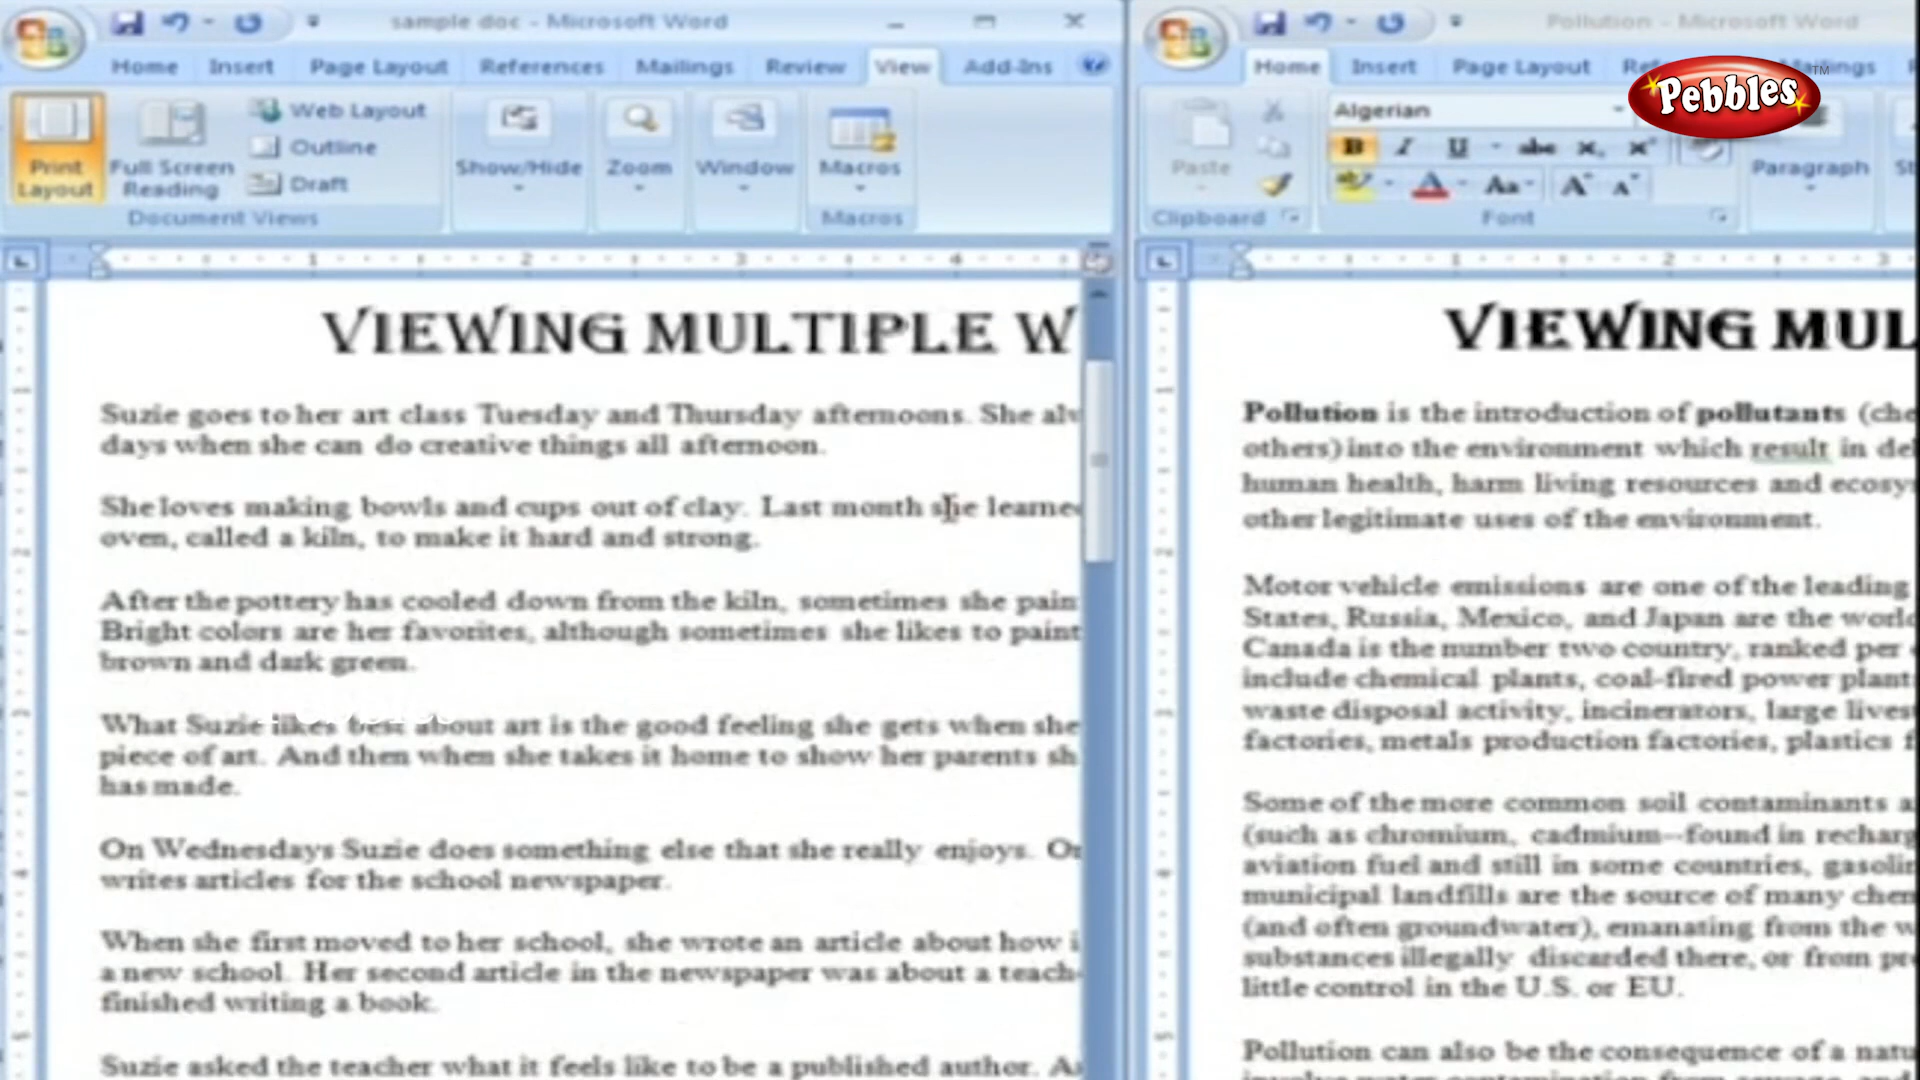 sample doc - Microsoft Word
Home Insert Page Layout References Mailings Review View Add-Ins
Print Layout
Full Screen Reading
Web Layout
Outline
Draft
Show/Hide
Zoom
Window
Macros
Document Views
Macros
1 2 3 4
VIEWING MULTIPLE W
Suzie goes to her art class Tuesday and Thursday afternoons. She
days when she can do creative things all afternoon.
She loves making bowls and cups out of clay. Last month she learne
oven, called a kiln, to make it hard and strong.
After the pottery has cooled down from the kiln, sometimes she pain
Bright colors are her favorites, although sometimes she likes to paint
brown and dark green.
What Suzie likes best about art is the good feeling she gets when she
piece of art. And then when she takes it home to show her parents sh
has made.
On Wednesdays Suzie does something else that she really enjoys. On
writes articles for the school newspaper.
When she first moved to her school, she wrote an article about how i
a new school. Her second article in the newspaper was about a teach
finished writing a book.
Suzie asked the teacher what it feels like to be a published author. A
Pollution - Microsoft Word
Home Insert Page Layout
Pebbles™
Algerian
Paste
Clipboard
Font
Paragraph
1 2 3
VIEWING MUL
Pollution is the introduction of pollutants (che
others) into the environment which result in de
human health, harm living resources and ecosy
other legitimate uses of the environment.
Motor vehicle emissions are one of the leading
States, Russia, Mexico, and Japan are the world
Canada is the number two country, ranked per
include chemical plants, coal-fired power plant
waste disposal activity, incinerators, large lives
factories, metals production factories, plastics f
Some of the more common soil contaminants a
(such as chromium, cadmium--found in recharg
aviation fuel and still in some countries, gasolin
municipal landfills are the source of many chem
(and often groundwater), emanating from the w
substances illegally discarded there, or from pr
little control in the U.S. or EU.
Pollution can also be the consequence of a natu